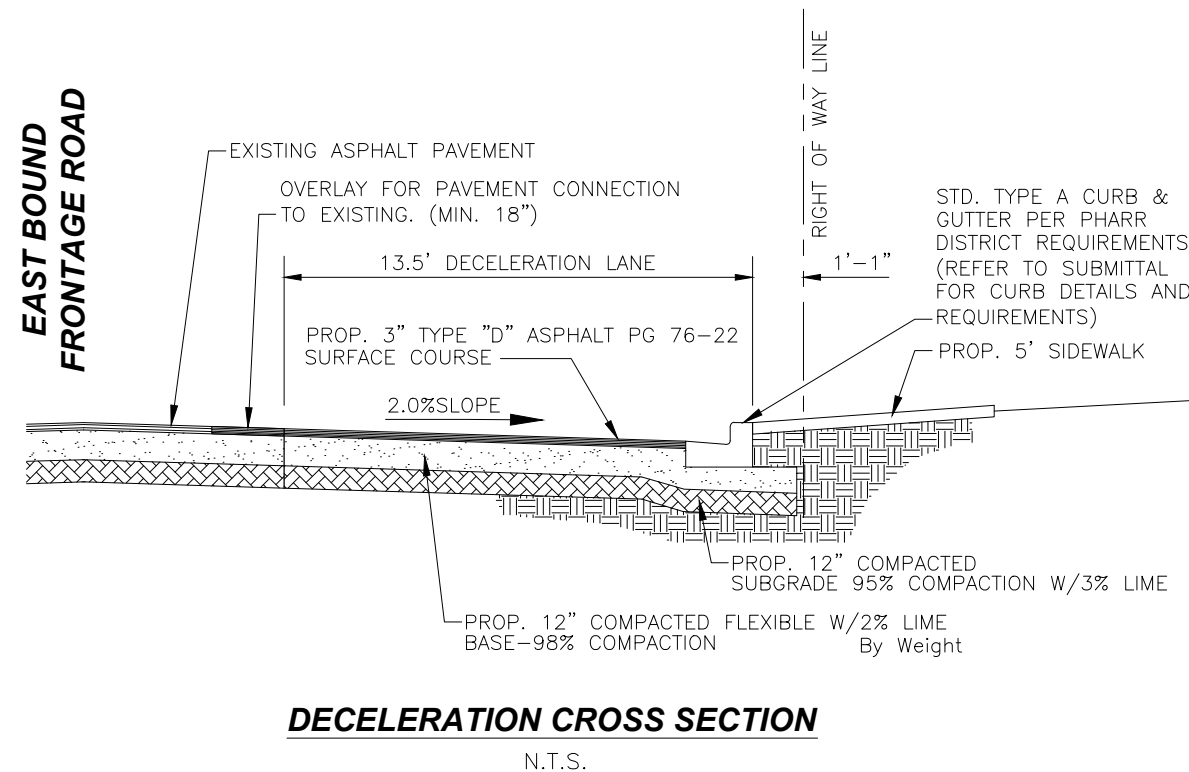 EAST BOUND
FRONTAGE ROAD
RIGHT OF WAY LINE
EXISTING ASPHALT PAVEMENT
OVERLAY FOR PAVEMENT CONNECTION
TO EXISTING. (MIN. 18")
STD. TYPE A CURB &
GUTTER PER PHARR
DISTRICT REQUIREMENTS
(REFER TO SUBMITTAL
FOR CURB DETAILS AND
REQUIREMENTS)
13.5' DECELERATION LANE
1'-1"
PROP. 3" TYPE "D" ASPHALT PG 76-22
SURFACE COURSE
PROP. 5' SIDEWALK
2.0%SLOPE
PROP. 12" COMPACTED
SUBGRADE 95% COMPACTION W/3% LIME
PROP. 12" COMPACTED FLEXIBLE W/2% LIME
BASE-98% COMPACTION By Weight
DECELERATION CROSS SECTION
N.T.S.